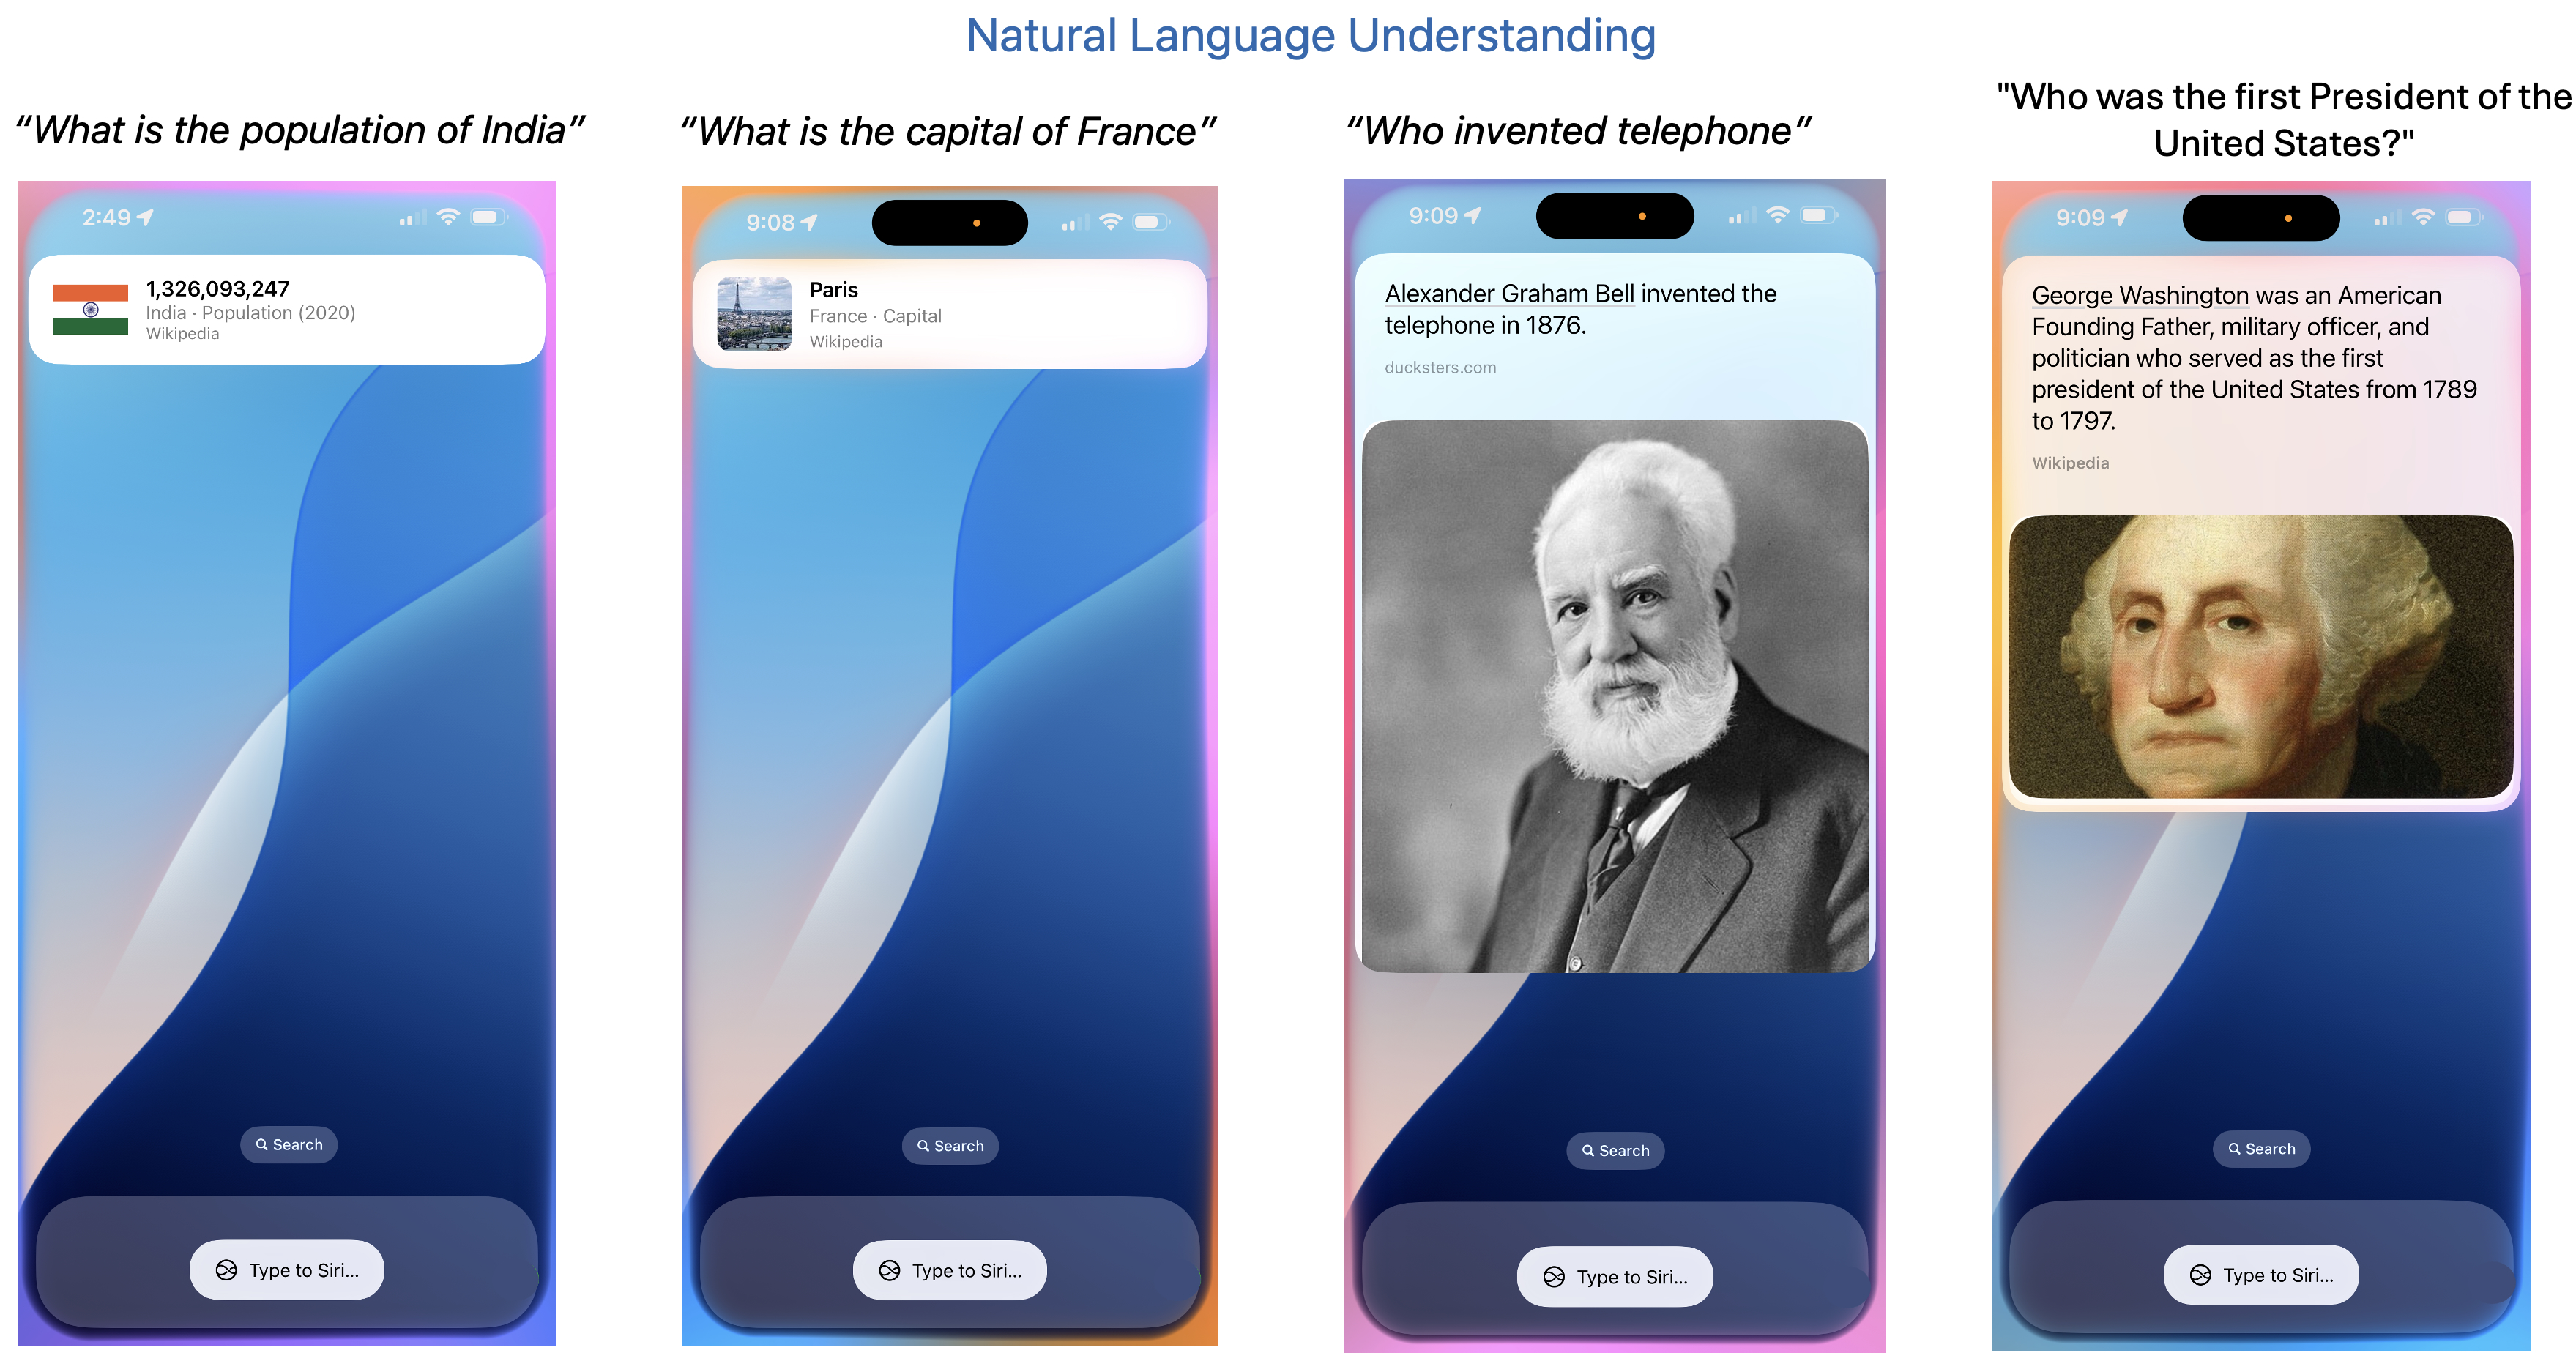 Natural Language Understanding
“What is the population of India”
2:49
1,326,093,247
India · Population (2020)
Wikipedia
Search
Type to Siri...
“What is the capital of France”
9:08
Paris
France · Capital
Wikipedia
Search
Type to Siri...
“Who invented telephone”
9:09
Alexander Graham Bell invented the
telephone in 1876.
ducksters.com
Search
Type to Siri...
"Who was the first President of the
United States?"
9:09
George Washington was an American
Founding Father, military officer, and
politician who served as the first
president of the United States from 1789
to 1797.
Wikipedia
Search
Type to Siri...